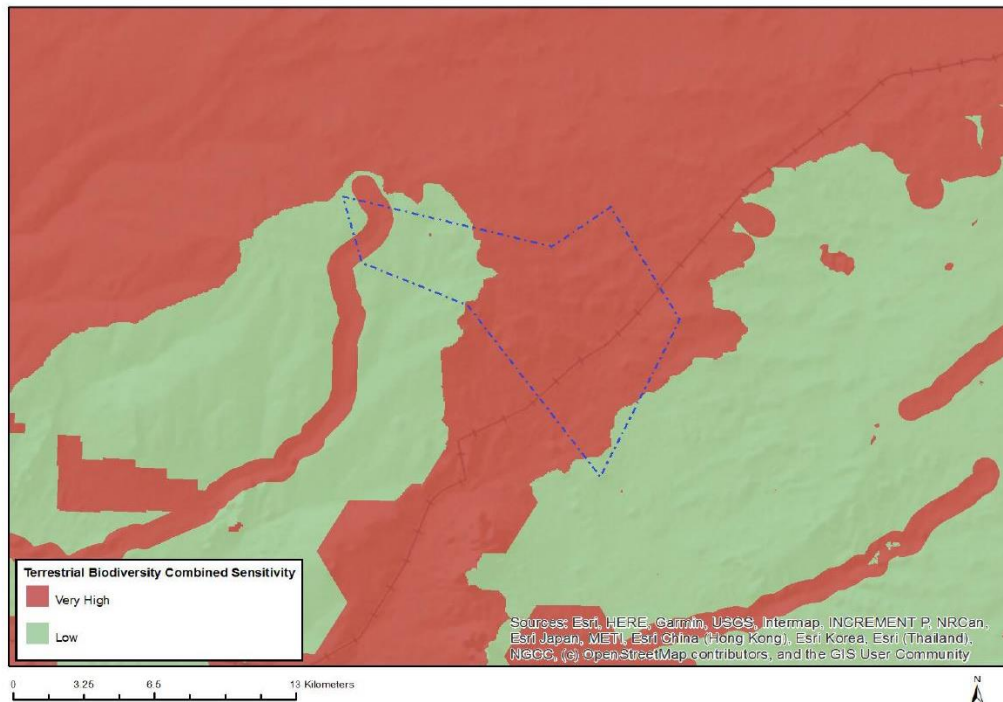 Terrestrial Biodiversity Combined Sensitivity
Very High
Low
Sources: Esri, HERE, Garmin, USGS, Intermap, INCREMENT P, NRCan,
Esri Japan, METI, Esri China (Hong Kong), Esri Korea, Esri (Thailand),
NGCC, (c) OpenStreetMap contributors, and the GIS User Community
0 3.25 6.5 13 Kilometers
N